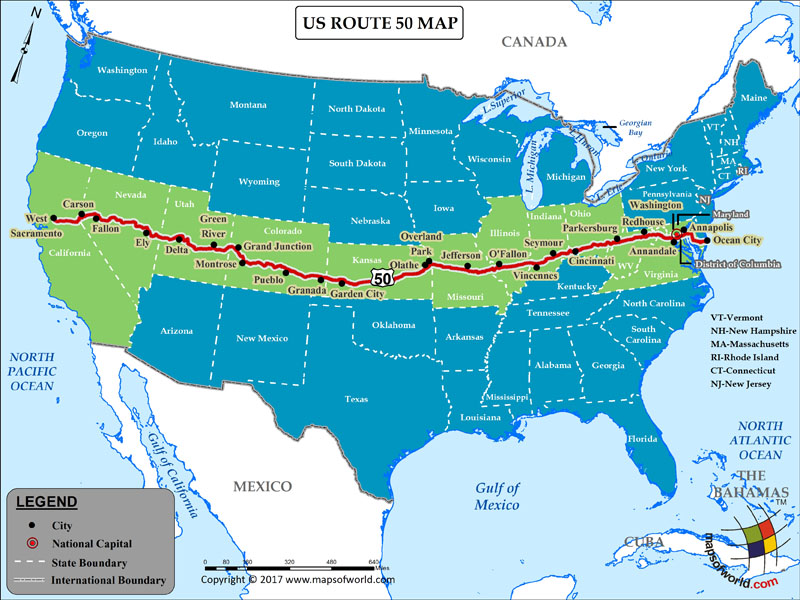 US ROUTE 50 MAP
N
CANADA
Washington
Montana
North Dakota
Minnesota
L.Superior
Georgian
Bay
Maine
Oregon
Idaho
Wyoming
South Dakota
Wisconsin
L. Michigan
L. Huron
Michigan
L. Ontario
L. Erie
VT
NH
MA
CT
RI
New York
Pennsylvania
NJ
Nevada
Utah
Colorado
Nebraska
Iowa
Illinois
Indiana
Ohio
Carson
West
Sacramento
Fallon
Ely
Delta
Green
River
Grand Junction
Montrose
Pueblo
Granada
Garden City
Kansas
50
Overland
Park
Olathe
Jefferson
O'Fallon
Vincennes
Seymour
Cincinnati
Parkersburg
Redhouse
Washington
Maryland
Annapolis
Ocean City
Annandale
District of Columbia
California
Missouri
Kentucky
WV
Virginia
Arizona
New Mexico
Oklahoma
Arkansas
Tennessee
North Carolina
South
Carolina
Texas
Louisiana
Mississippi
Alabama
Georgia
Florida
VT-Vermont
NH-New Hampshire
MA-Massachusetts
RI-Rhode Island
CT-Connecticut
NJ-New Jersey
NORTH
PACIFIC
OCEAN
NORTH
ATLANTIC
OCEAN
Gulf of California
MEXICO
Gulf of
Mexico
THE
BAHAMAS
CUBA
LEGEND
City
National Capital
State Boundary
International Boundary
0 80 160 320 480 640
Miles
Copyright © 2017 www.mapsofworld.com
TM
mapsofworld.com